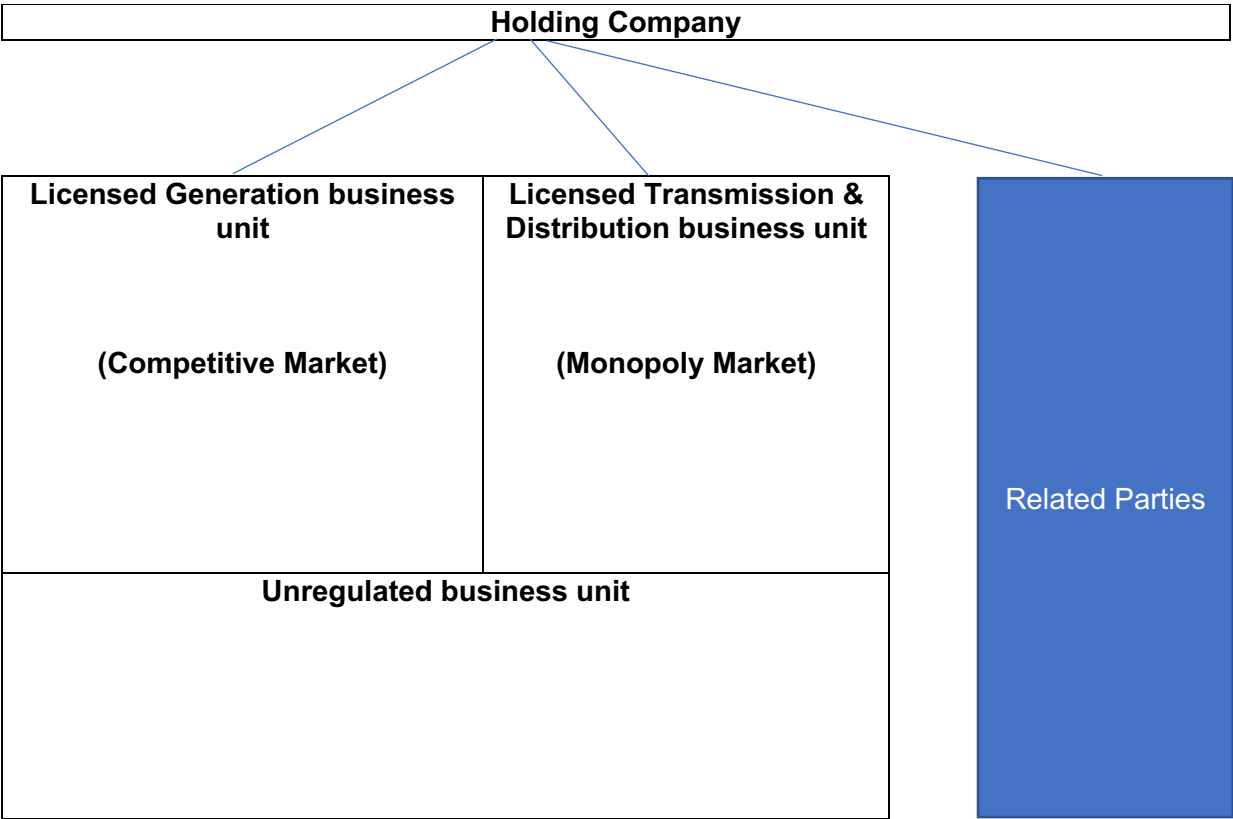 Holding Company
Licensed Generation business
unit
(Competitive Market)
Licensed Transmission &
Distribution business unit
(Monopoly Market)
Related Parties
Unregulated business unit